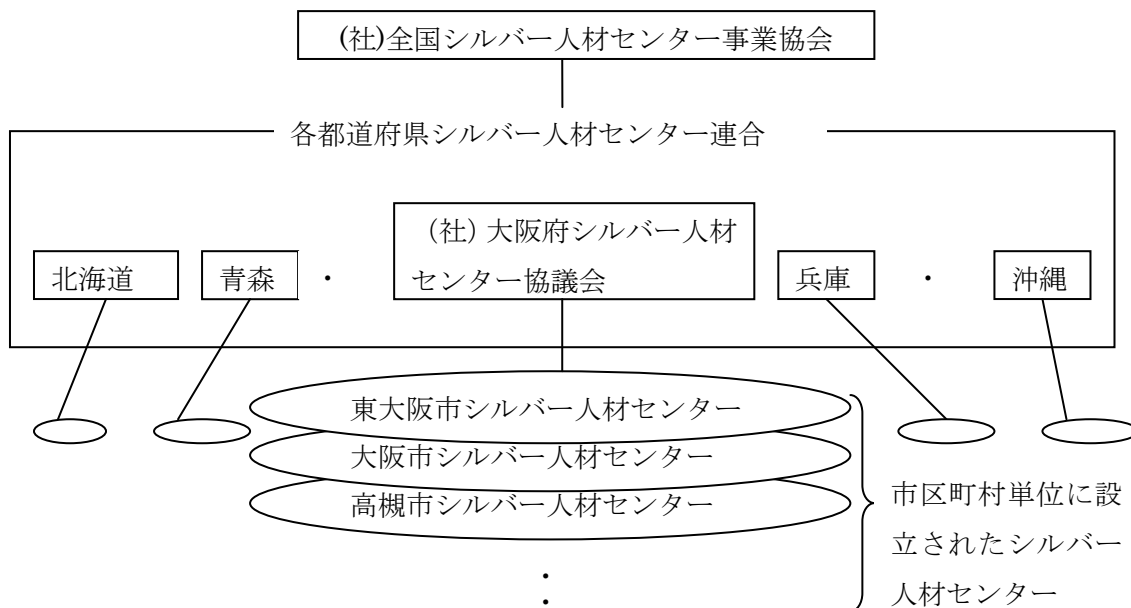 (社)全国シルバー人材センター事業協会
各都道府県シルバー人材センター連合
（社）大阪府シルバー人材
センター協議会
北海道
青森
・
兵庫
・
沖縄
東大阪市シルバー人材センター
大阪市シルバー人材センター
高槻市シルバー人材センター
・
・
市区町村単位に設
立されたシルバー
人材センター